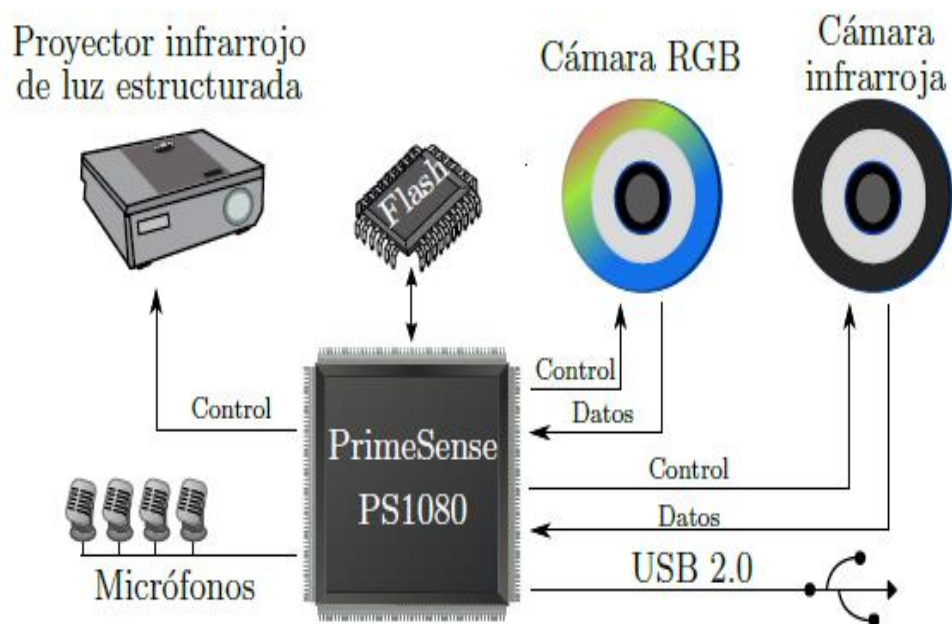 Proyector infrarrojo
de luz estructurada
Cámara RGB
Cámara
infrarroja
Flash
Control
Control
Datos
PrimeSense
PS1080
Control
Datos
Micrófonos
USB 2.0